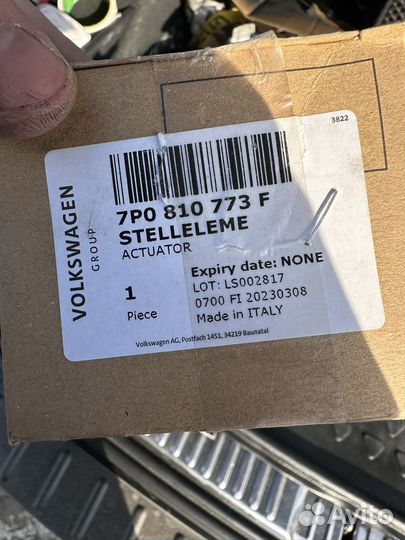 3822
VOLKSWAGEN
GROUP
7P0 810 773 F
STELLELEME
ACTUATOR
1
Piece
Expiry date: NONE
LOT: LS002817
0700 FI 20230308
Made in ITALY
Volkswagen AG, Postfach 1451, 34219 Baunatal
Avito